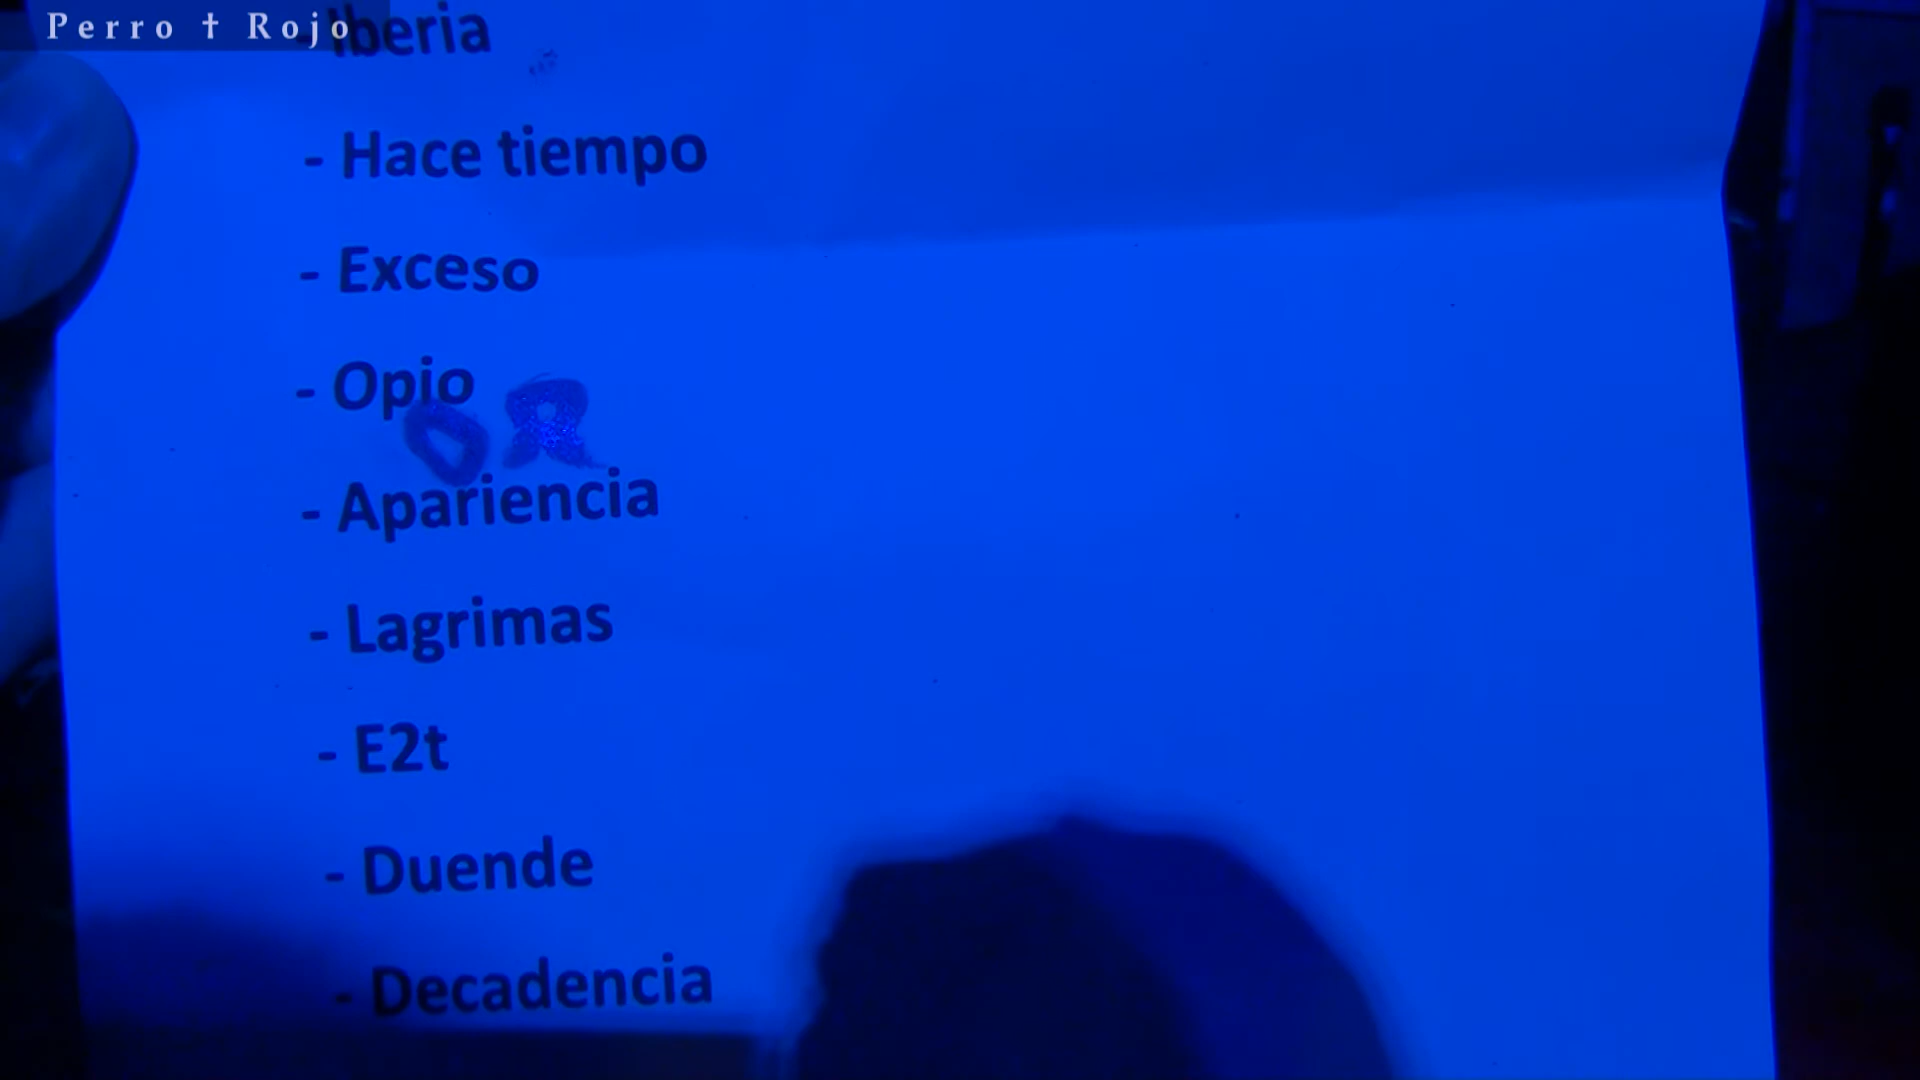 Perro † Rojo
- Iberia
- Hace tiempo
- Exceso
- Opio
- Apariencia
- Lagrimas
- E2t
- Duende
- Decadencia